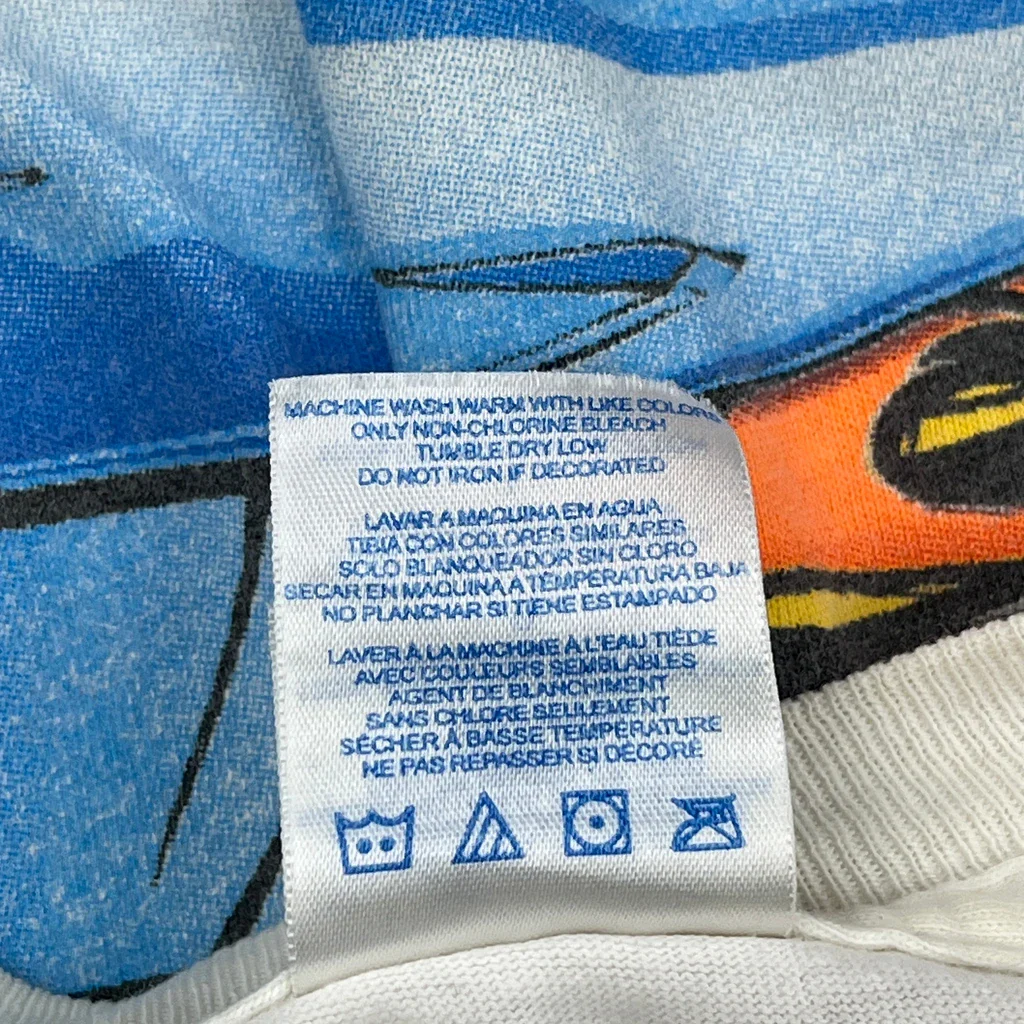 MACHINE WASH WARM WITH LIKE COLORS
ONLY NON-CHLORINE BLEACH
TUMBLE DRY LOW
DO NOT IRON IF DECORATED
LAVAR A MAQUINA EN AGUA
TIBIA CON COLORES SIMILARES
SOLO BLANQUEADOR SIN CLORO
SECAR EN MAQUINA A TEMPERATURA BAJA
NO PLANCHAR SI TIENE ESTAMPADO
LAVER À LA MACHINE À L'EAU TIÈDE
AVEC COULEURS SEMBLABLES
AGENT DE BLANCHIMENT
SANS CHLORE SEULEMENT
SÉCHER À BASSE TEMPÉRATURE
NE PAS REPASSER SI DÉCORÉ